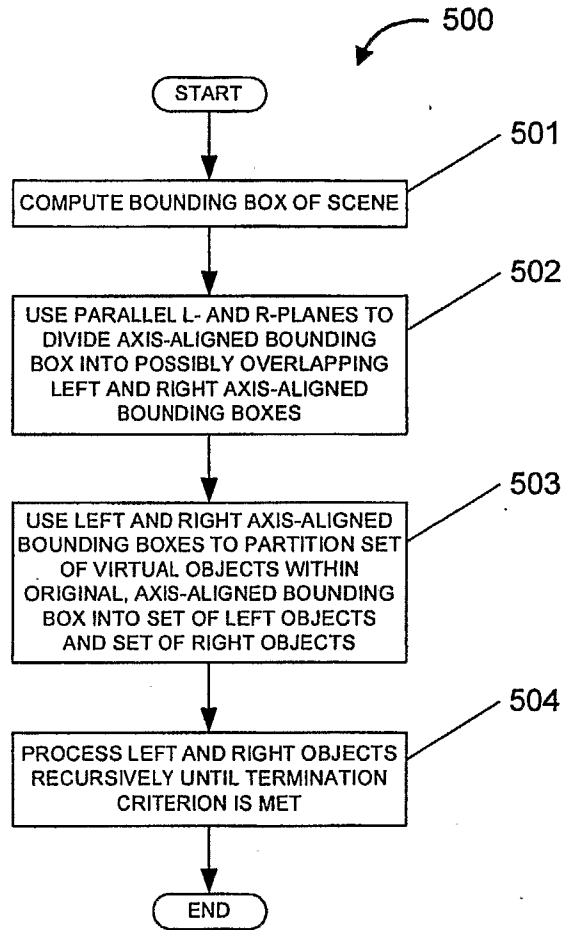 500
START
501
COMPUTE BOUNDING BOX OF SCENE
502
USE PARALLEL L- AND R-PLANES TO
DIVIDE AXIS-ALIGNED BOUNDING
BOX INTO POSSIBLY OVERLAPPING
LEFT AND RIGHT AXIS-ALIGNED
BOUNDING BOXES
503
USE LEFT AND RIGHT AXIS-ALIGNED
BOUNDING BOXES TO PARTITION SET
OF VIRTUAL OBJECTS WITHIN
ORIGINAL, AXIS-ALIGNED BOUNDING
BOX INTO SET OF LEFT OBJECTS
AND SET OF RIGHT OBJECTS
504
PROCESS LEFT AND RIGHT OBJECTS
RECURSIVELY UNTIL TERMINATION
CRITERION IS MET
END